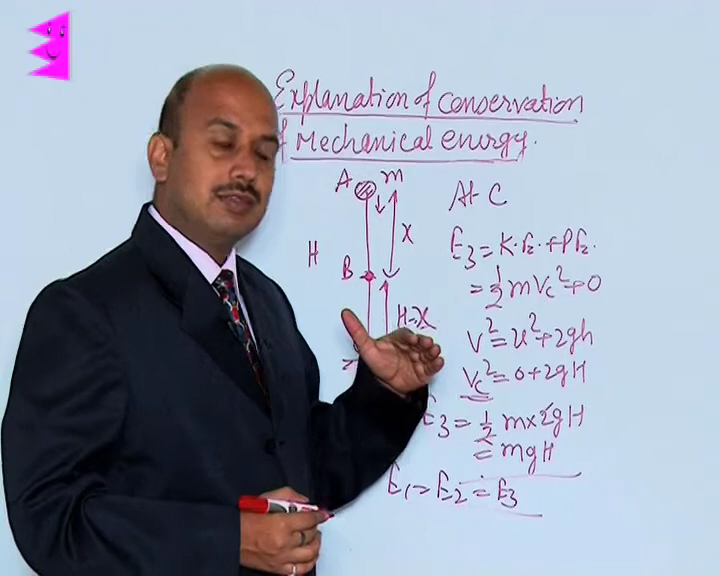 Explanation of conservation
of Mechanical energy.
A m
H
x
B
H-x
At C
E3 = K.E. + P.E.
= 1/2 mvc² + 0
v² = u² + 2gh
vc² = 0 + 2gH
E3 = 1/2 m x 2gH
= mgH
E1 = E2 = E3